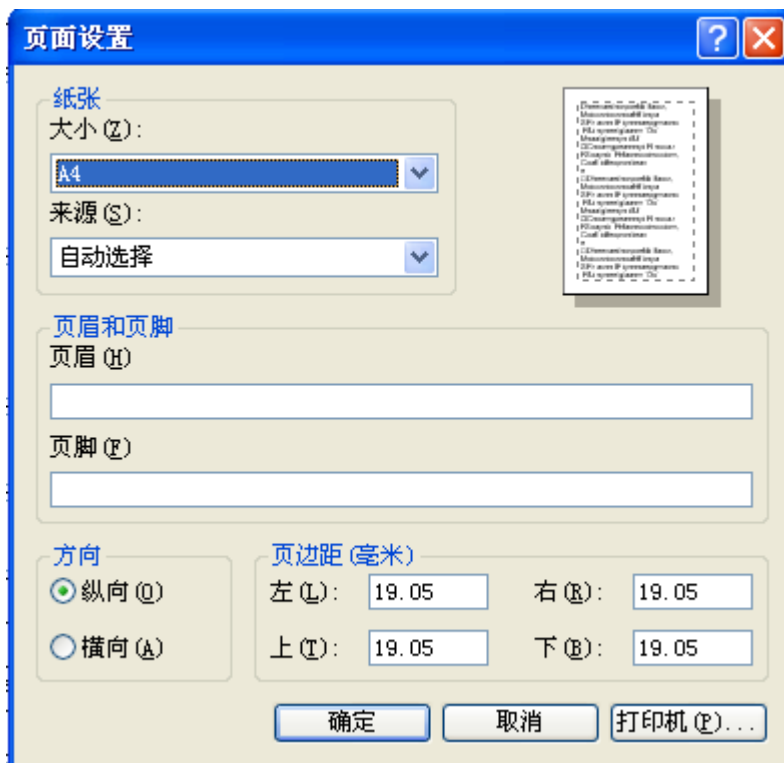 页面设置
纸张
大小(Z):
A4
来源(S):
自动选择
页眉和页脚
页眉(H)
页脚(F)
方向
纵向(O)
横向(A)
页边距(毫米)
左(L): 19.05 右(R): 19.05
上(T): 19.05 下(B): 19.05
确定 取消 打印机(P)...